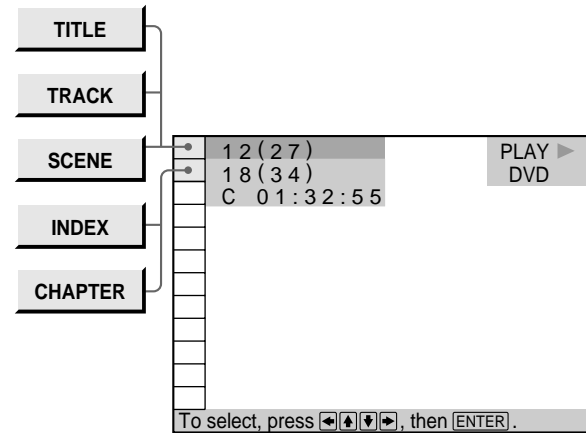 TITLE
TRACK
SCENE
INDEX
CHAPTER
12(27)
18(34)
C 01:32:55
PLAY ▶
DVD
To select, press ←↑↓→, then ENTER.